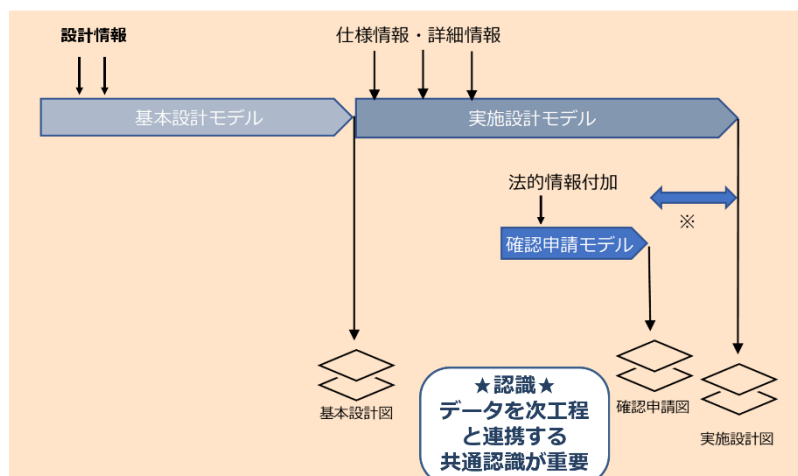 設計情報
仕様情報・詳細情報
基本設計モデル
実施設計モデル
法的情報付加
※
確認申請モデル
基本設計図
★認識★
データを次工程
と連携する
共通認識が重要
確認申請図
実施設計図